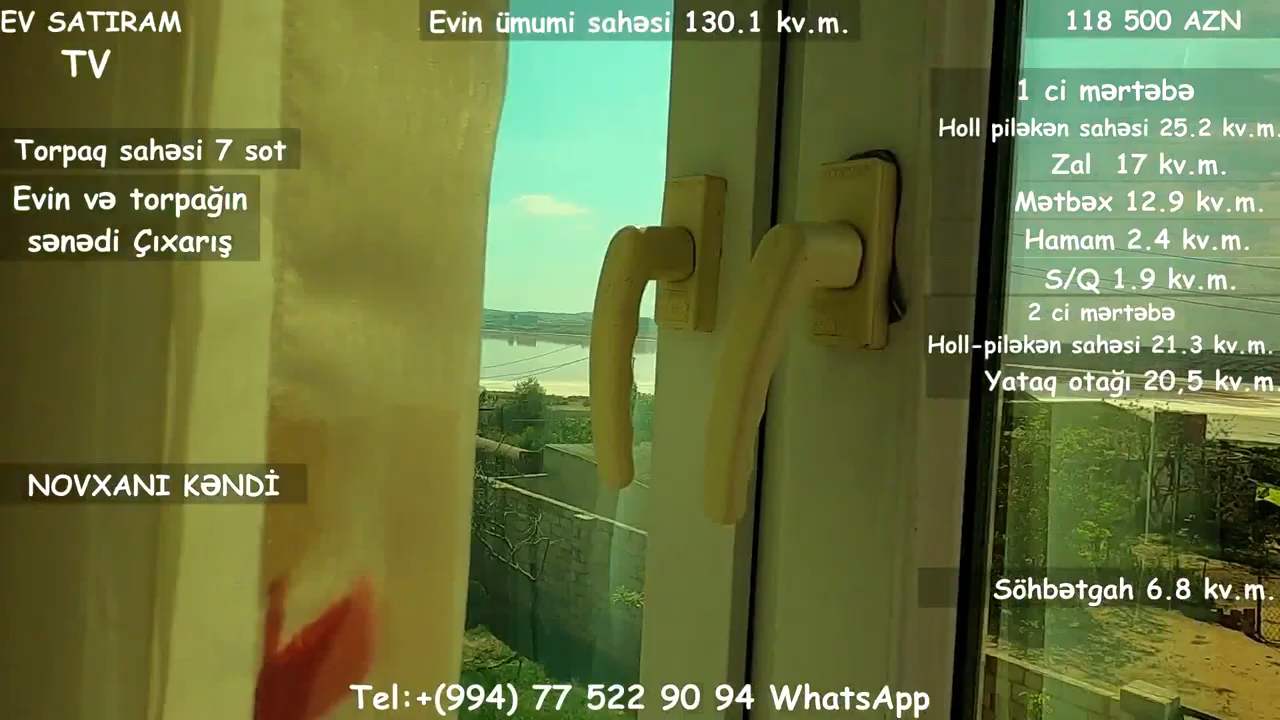 EV SATIRAM
TV
Evin ümumi sahəsi 130.1 kv.m.
118 500 AZN
Torpaq sahəsi 7 sot
Evin və torpağın
sənədi Çıxarış
NOVXANI KƏNDİ
1 ci mərtəbə
Holl piləkən sahəsi 25.2 kv.m.
Zal 17 kv.m.
Mətbəx 12.9 kv.m.
Hamam 2.4 kv.m.
S/Q 1.9 kv.m.
2 ci mərtəbə
Holl-piləkən sahəsi 21.3 kv.m.
Yataq otağı 20,5 kv.m.
Söhbətgah 6.8 kv.m.
Tel:+(994) 77 522 90 94 WhatsApp